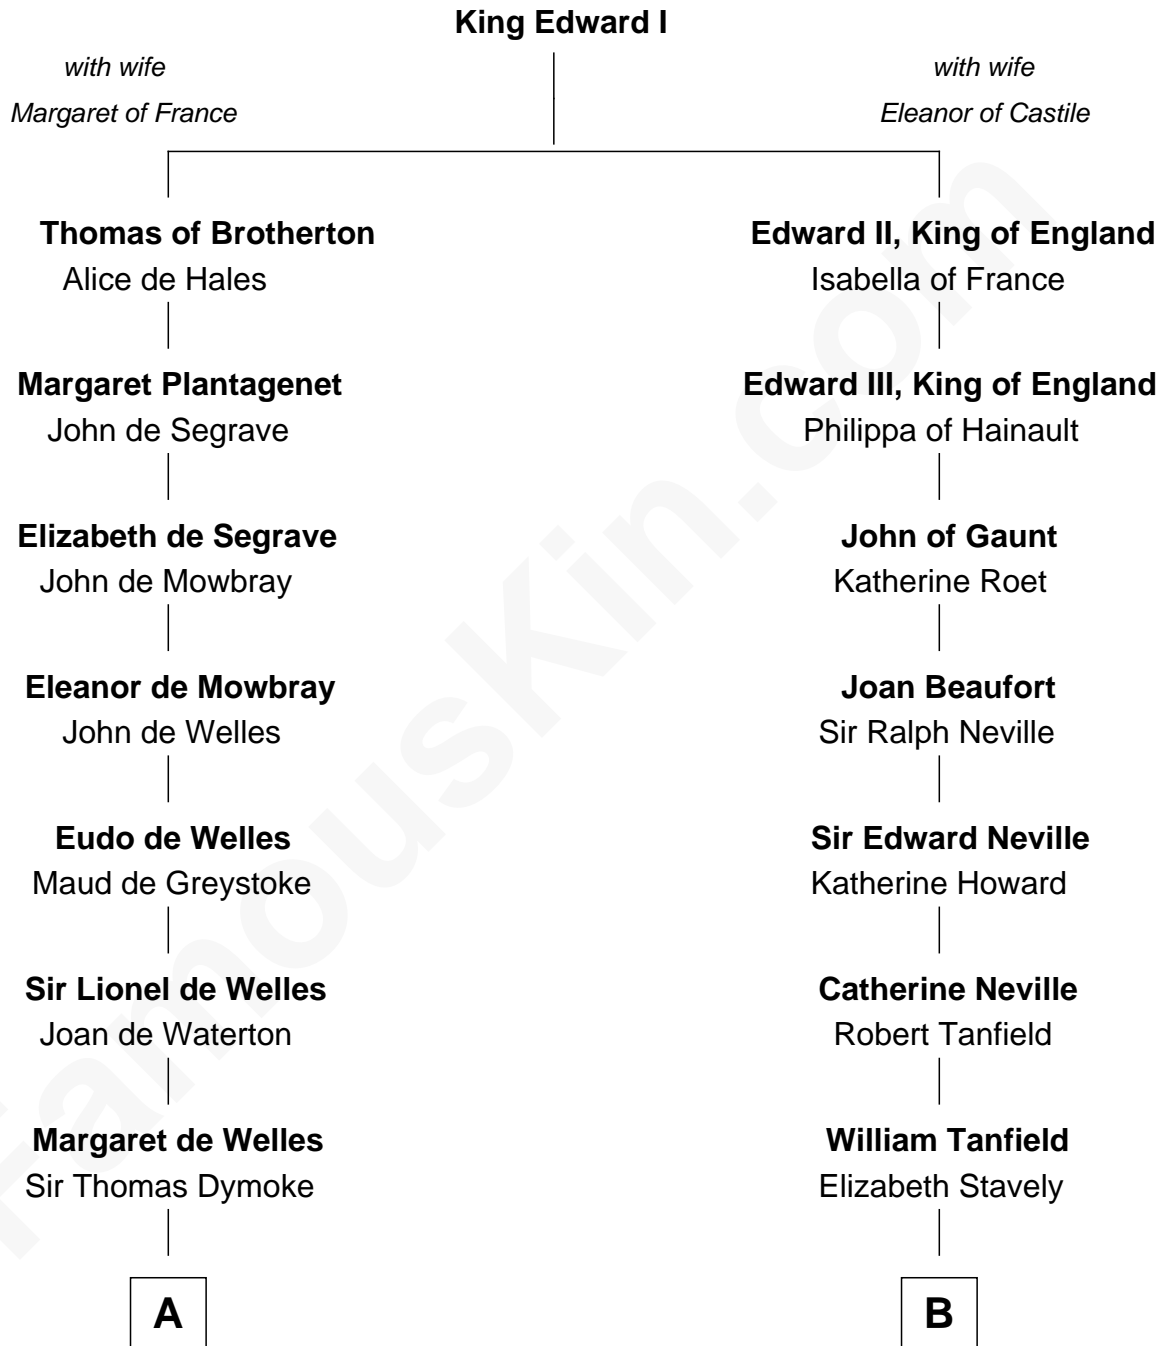 King Edward I
with wife
Margaret of France
with wife
Eleanor of Castile
Thomas of Brotherton
Alice de Hales
Edward II, King of England
Isabella of France
Margaret Plantagenet
John de Segrave
Edward III, King of England
Philippa of Hainault
Elizabeth de Segrave
John de Mowbray
John of Gaunt
Katherine Roet
Eleanor de Mowbray
John de Welles
Joan Beaufort
Sir Ralph Neville
Eudo de Welles
Maud de Greystoke
Sir Edward Neville
Katherine Howard
Sir Lionel de Welles
Joan de Waterton
Catherine Neville
Robert Tanfield
Margaret de Welles
Sir Thomas Dymoke
William Tanfield
Elizabeth Stavely
A
B
FamousKin.com